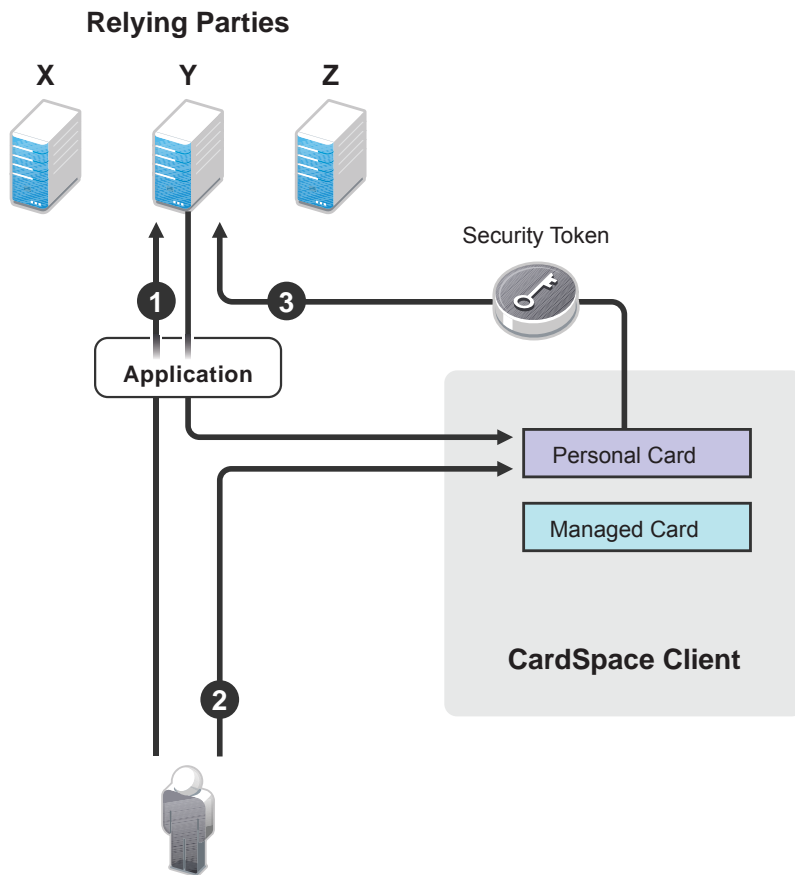 Relying Parties
X Y Z
Security Token
1
3
Application
Personal Card
Managed Card
CardSpace Client
2